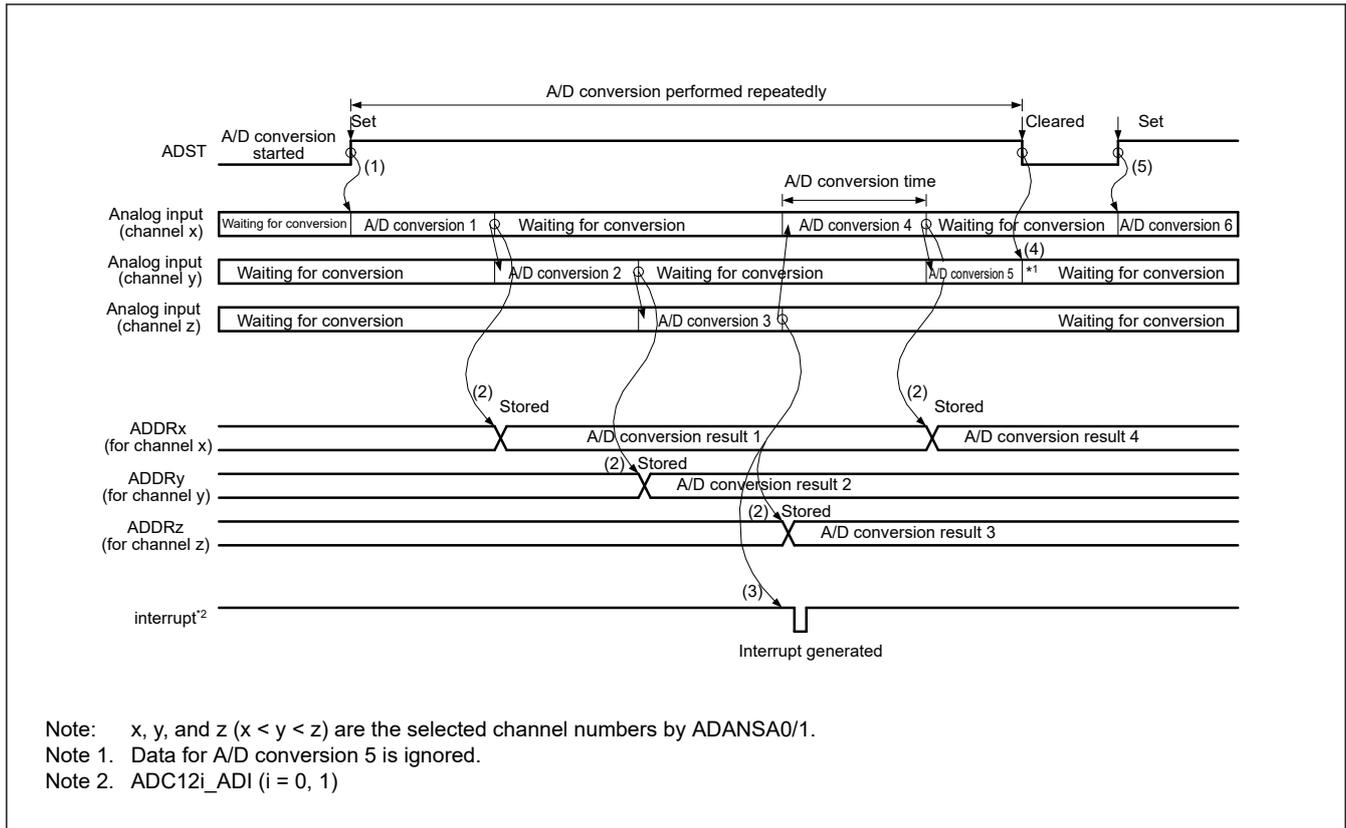 A/D conversion performed repeatedly
Set
Cleared
Set
A/D conversion
started
ADST
(1)
(5)
A/D conversion time
Analog input
(channel x)
Waiting for conversion
A/D conversion 1
Waiting for conversion
A/D conversion 4
Waiting for conversion
A/D conversion 6
(4)
Analog input
(channel y)
Waiting for conversion
A/D conversion 2
Waiting for conversion
A/D conversion 5
*1
Waiting for conversion
Analog input
(channel z)
Waiting for conversion
A/D conversion 3
Waiting for conversion
(2)
Stored
(2)
Stored
ADDRx
(for channel x)
A/D conversion result 1
A/D conversion result 4
(2)
Stored
ADDRy
(for channel y)
A/D conversion result 2
(2)
Stored
ADDRz
(for channel z)
A/D conversion result 3
(3)
interrupt*2
Interrupt generated
Note: x, y, and z (x < y < z) are the selected channel numbers by ADANSA0/1.
Note 1. Data for A/D conversion 5 is ignored.
Note 2. ADC12i_ADI (i = 0, 1)